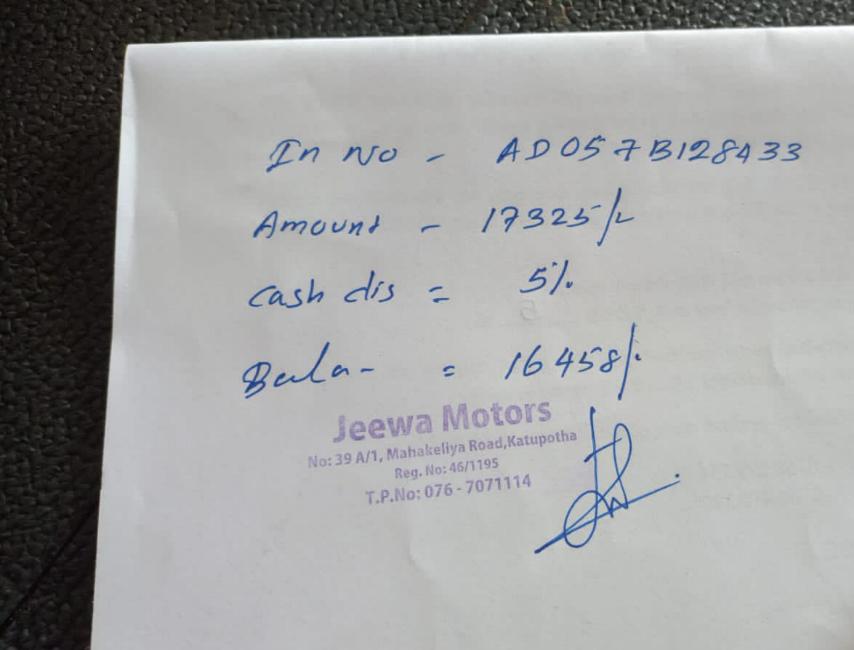 In No - AD057B128433
Amount - 17325/-
Cash dis = 5%
Bala- = 16458/-
Jeewa Motors
No: 39 A/1, Mahakeliya Road,Katupotha
Reg. No: 46/1195
T.P.No: 076 - 7071114